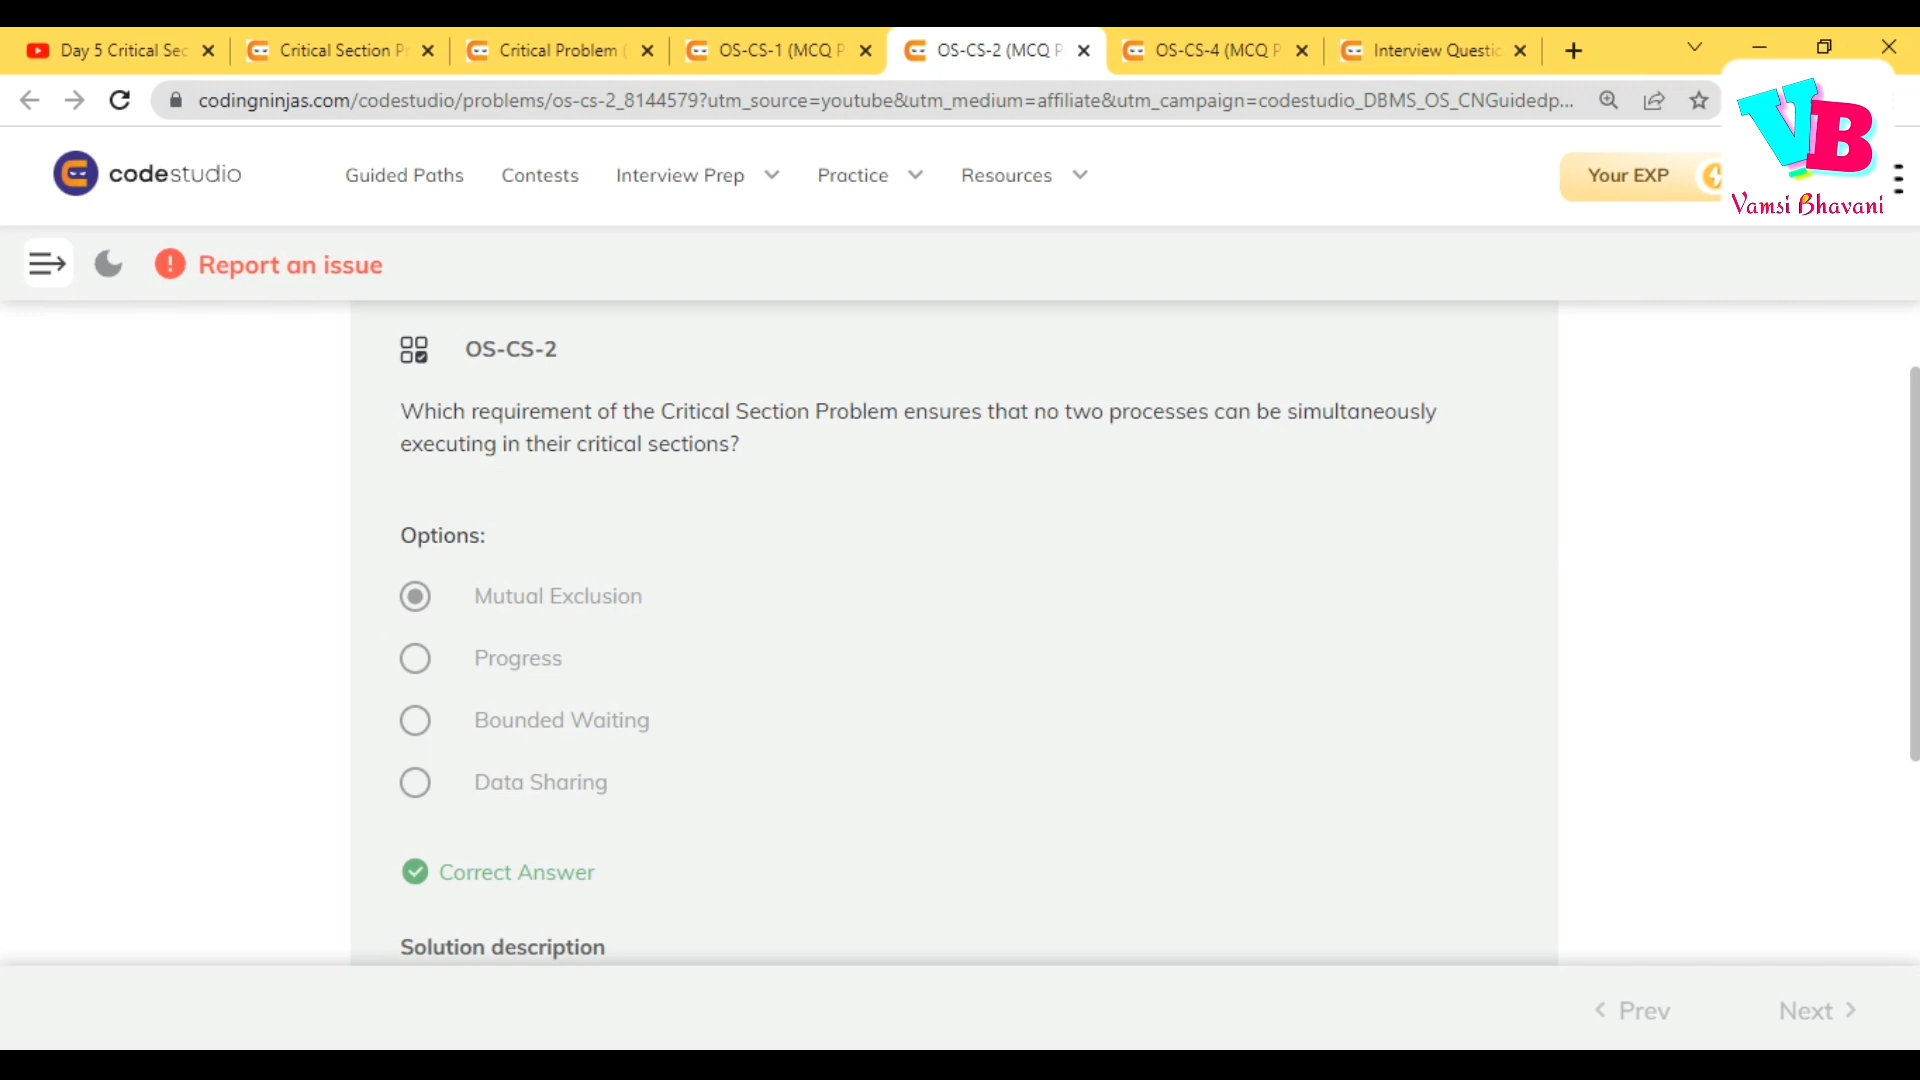 Day 5 Critical Sec
Critical Section P
Critical Problem (
OS-CS-1 (MCQ P
OS-CS-2 (MCQ P
OS-CS-4 (MCQ P
Interview Questic
codingninjas.com/codestudio/problems/os-cs-2_8144579?utm_source=youtube&utm_medium=affiliate&utm_campaign=codestudio_DBMS_OS_CNGuidedp...
VB
Vamsi Bhavani
codestudio
Guided Paths
Contests
Interview Prep
Practice
Resources
Your EXP
Report an issue
OS-CS-2
Which requirement of the Critical Section Problem ensures that no two processes can be simultaneously
executing in their critical sections?
Options:
Mutual Exclusion
Progress
Bounded Waiting
Data Sharing
Correct Answer
Solution description
Prev
Next